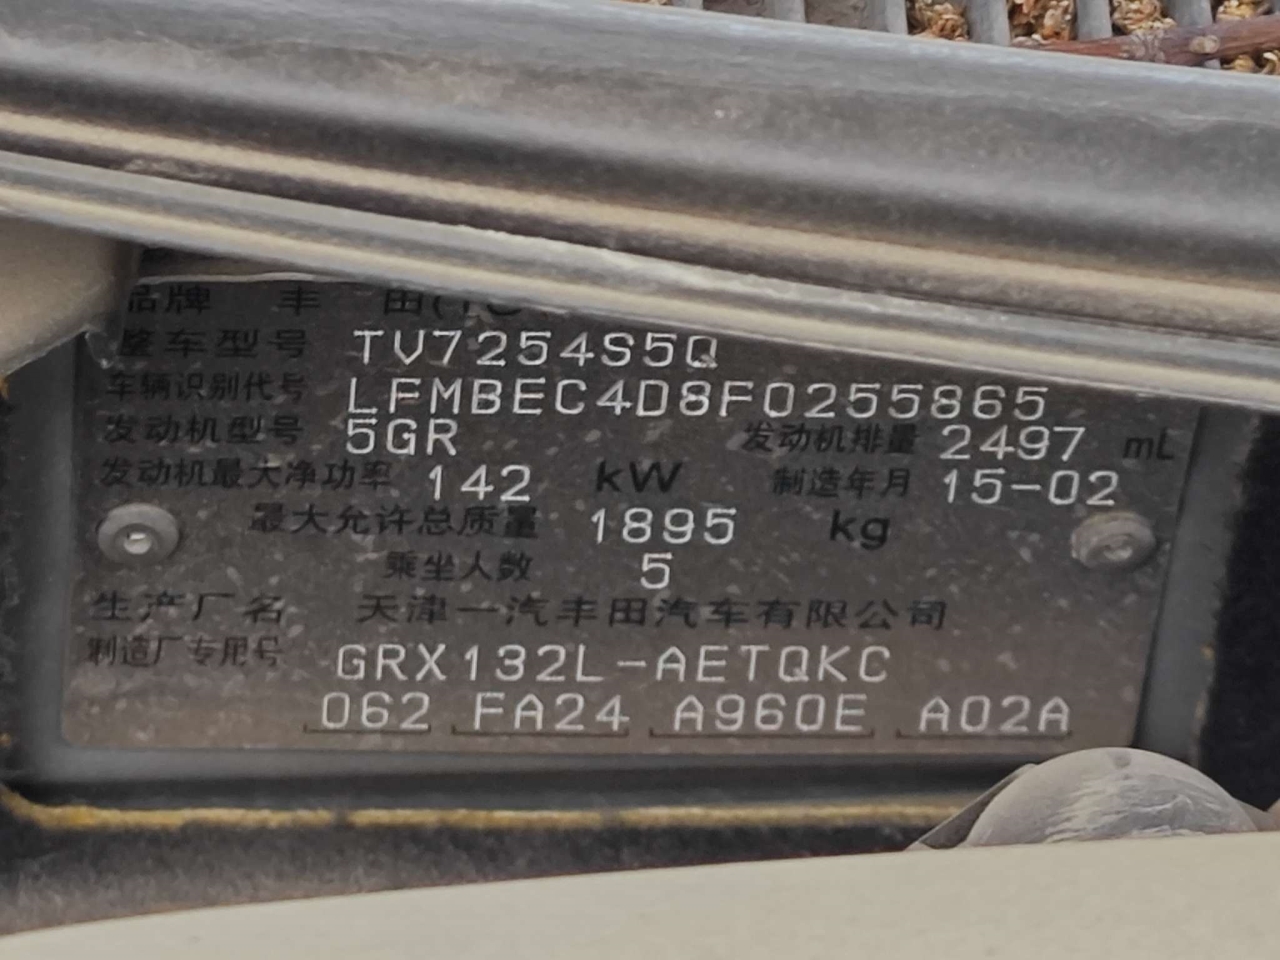 品牌 丰 田(TO
整车型号 TV7254S5Q
车辆识别代号 LFMBEC4D8F0255865
发动机型号 5GR 发动机排量 2497 mL
发动机最大净功率 142 kW 制造年月 15-02
最大允许总质量 1895 kg
乘坐人数 5
生产厂名 天津一汽丰田汽车有限公司
制造厂专用号 GRX132L-AETQKC
062 FA24 A960E A02A